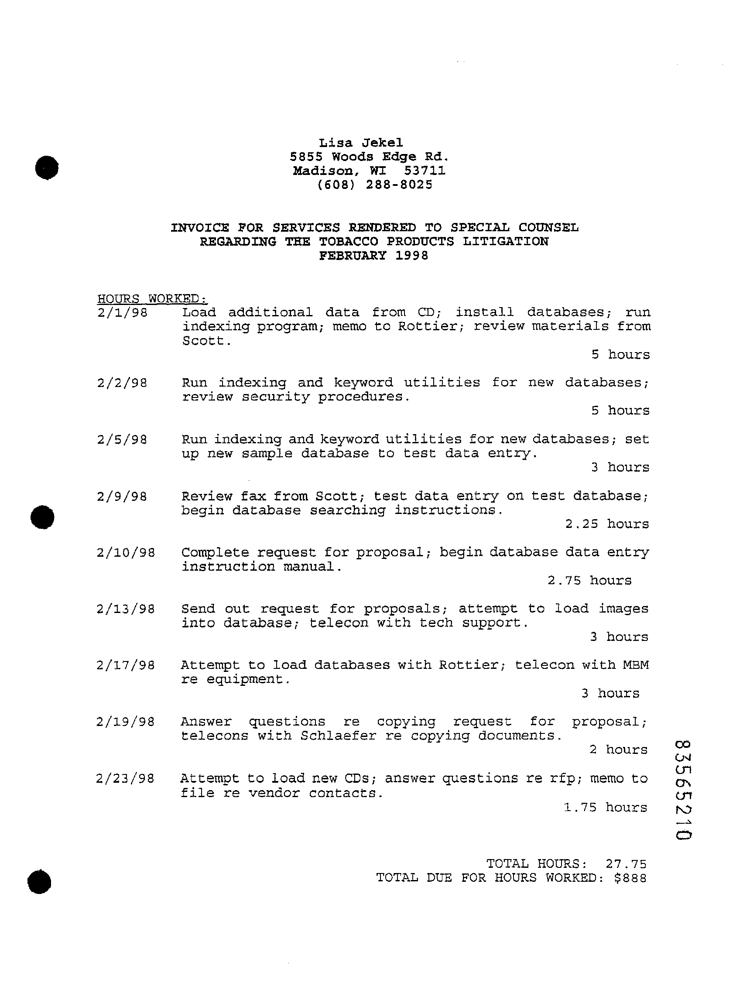 Lisa Jekel
5855 Woods Edge Rd.
Madison, WI 53711
(608) 288-8025
INVOICE FOR SERVICES RENDERED TO SPECIAL COUNSEL
REGARDING THE TOBACCO PRODUCTS LITIGATION
FEBRUARY 1998
HOURS WORKED:
2/1/98 Load additional data from CD; install databases; run
indexing program; memo to Rottier; review materials from
Scott.
5 hours
2/2/98 Run indexing and keyword utilities for new databases;
review security procedures.
5 hours
2/5/98 Run indexing and keyword utilities for new databases; set
up new sample database to test data entry.
3 hours
2/9/98 Review fax from Scott; test data entry on test database;
begin database searching instructions.
2.25 hours
2/10/98 Complete request for proposal; begin database data entry
instruction manual.
2.75 hours
2/13/98 Send out request for proposals; attempt to load images
into database; telecon with tech support.
3 hours
2/17/98 Attempt to load databases with Rottier; telecon with MBM
re equipment.
3 hours
2/19/98 Answer questions re copying request for proposal;
telecons with Schlaefer re copying documents.
2 hours
2/23/98 Attempt to load new CDs; answer questions re rfp; memo to
file re vendor contacts.
1.75 hours
TOTAL HOURS: 27.75
TOTAL DUE FOR HOURS WORKED: $888
83565210